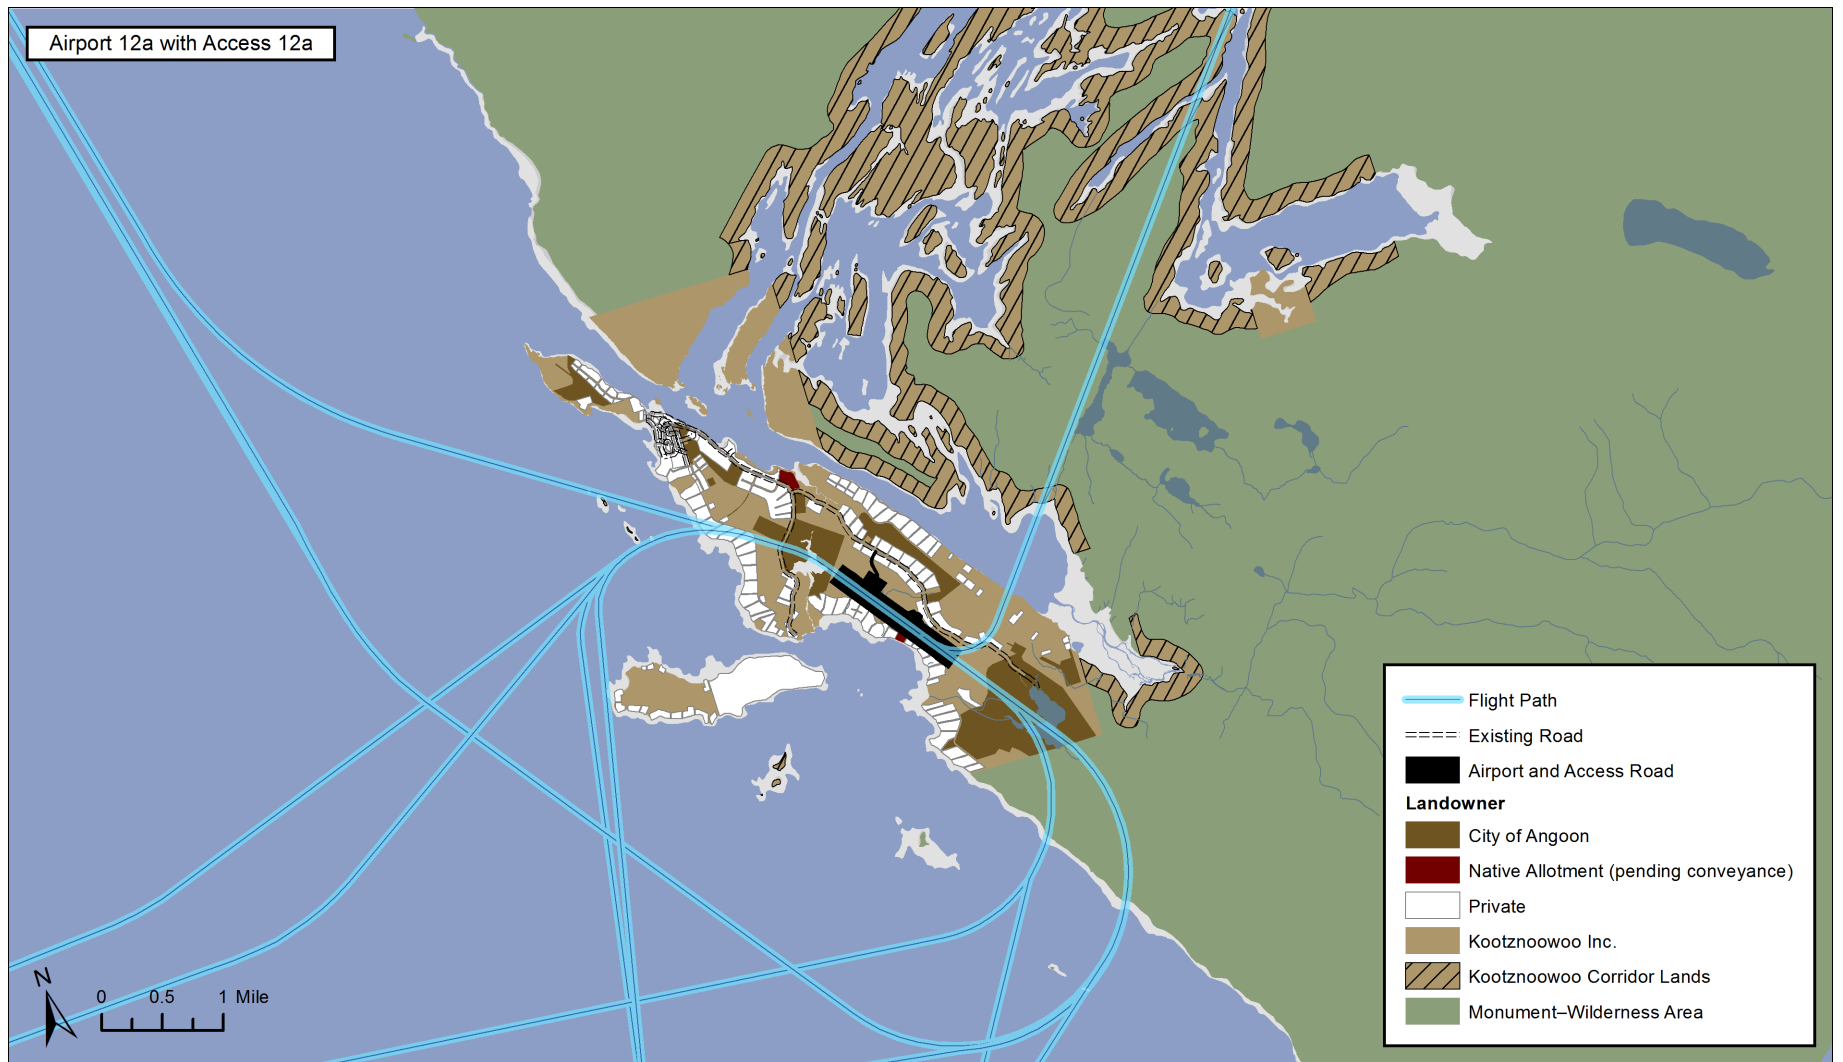 Airport 12a with Access 12a
N
0 0.5 1 Mile
Flight Path
Existing Road
Airport and Access Road
Landowner
City of Angoon
Native Allotment (pending conveyance)
Private
Kootznoowoo Inc.
Kootznoowoo Corridor Lands
Monument–Wilderness Area